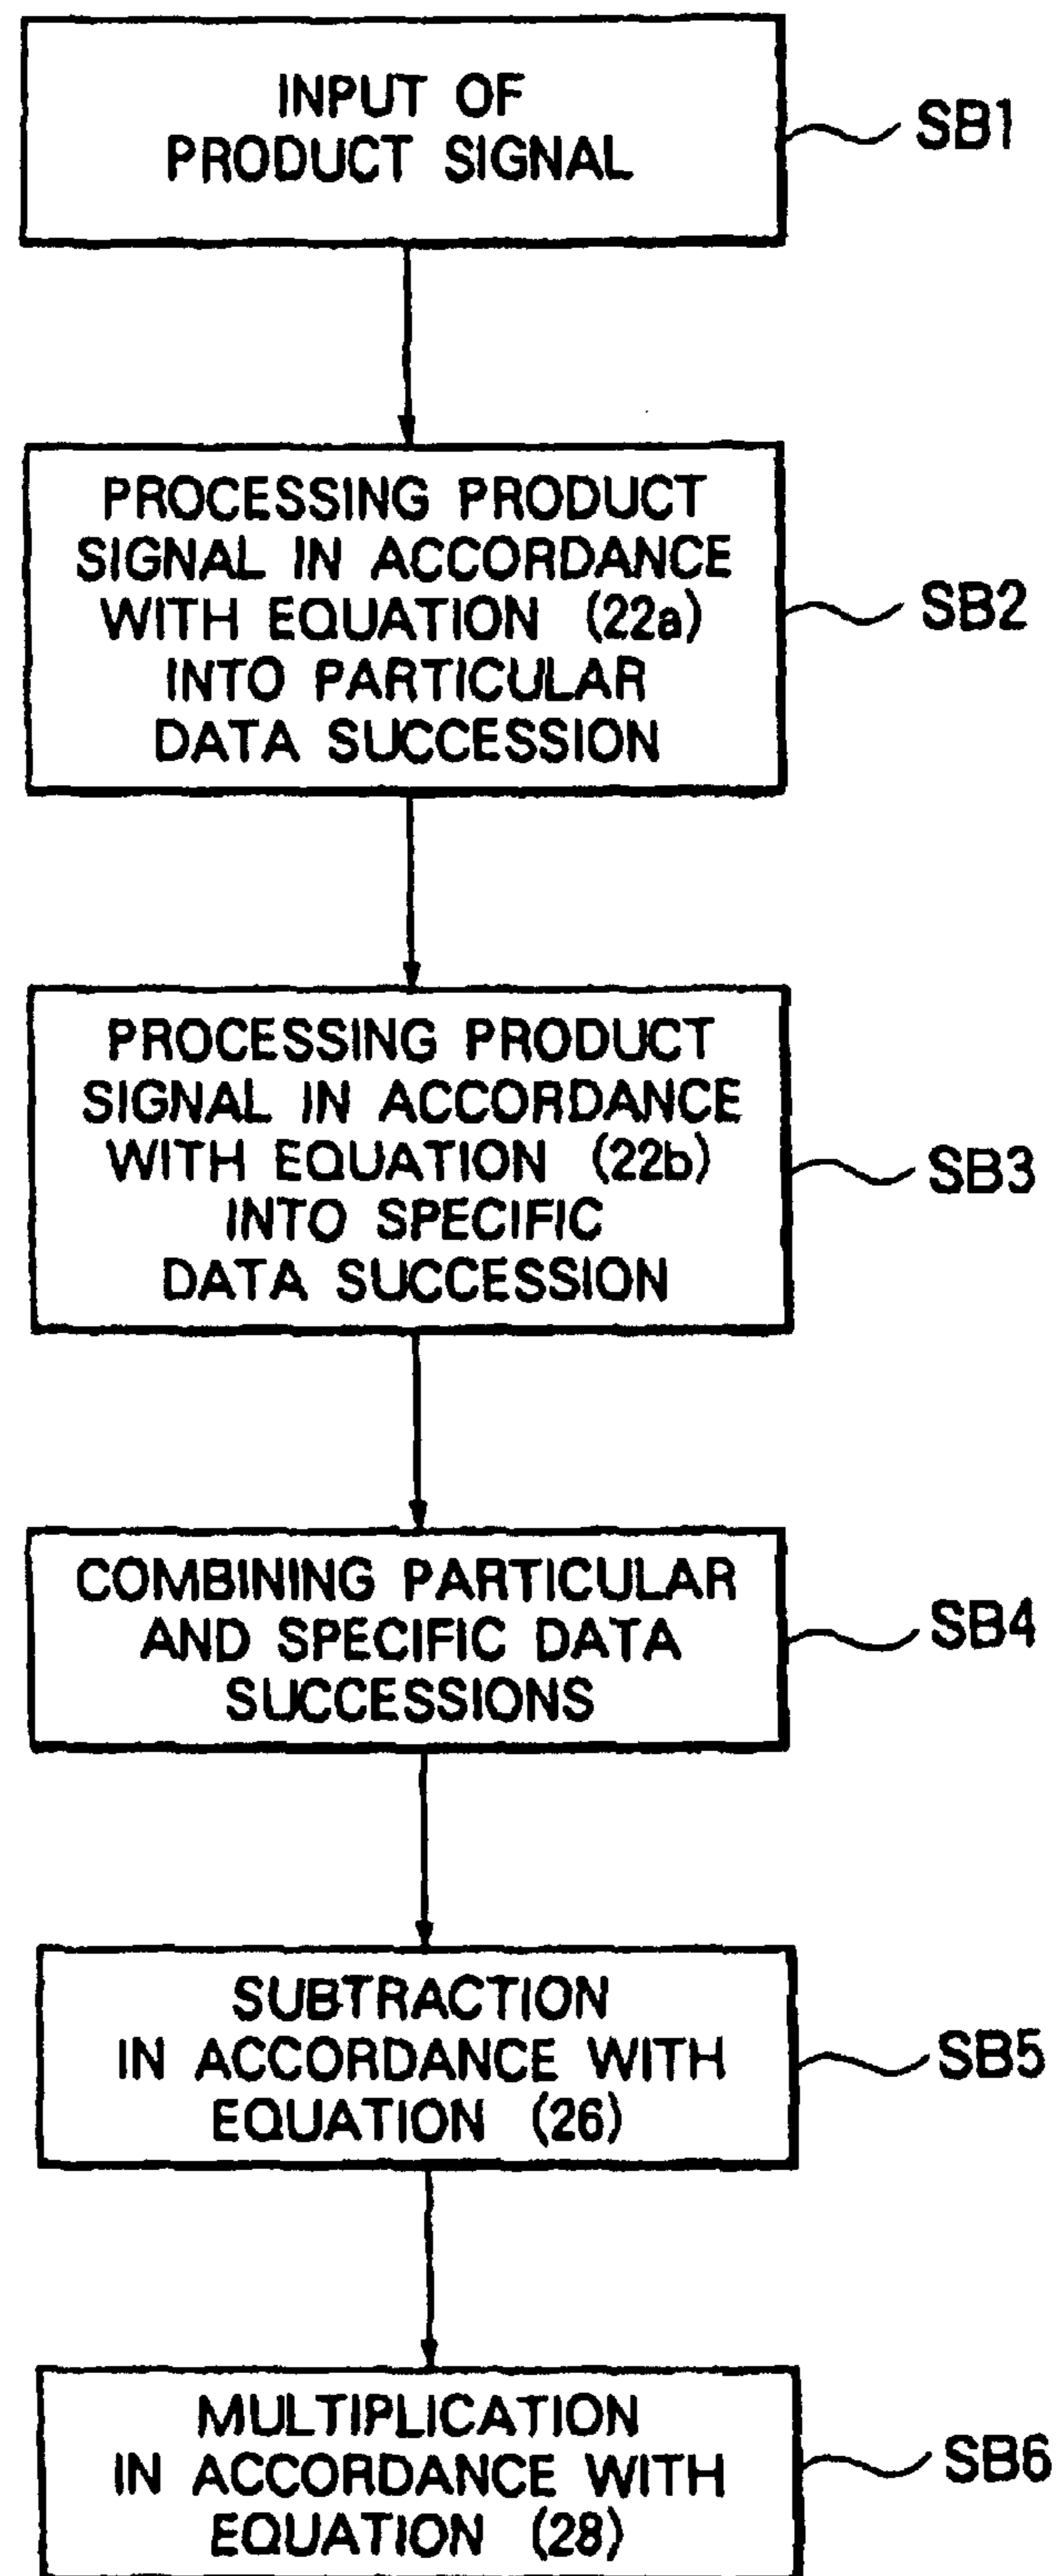 INPUT OF
PRODUCT SIGNAL
SB1
PROCESSING PRODUCT
SIGNAL IN ACCORDANCE
WITH EQUATION (22a)
INTO PARTICULAR
DATA SUCCESSION
SB2
PROCESSING PRODUCT
SIGNAL IN ACCORDANCE
WITH EQUATION (22b)
INTO SPECIFIC
DATA SUCCESSION
SB3
COMBINING PARTICULAR
AND SPECIFIC DATA
SUCCESSIONS
SB4
SUBTRACTION
IN ACCORDANCE WITH
EQUATION (26)
SB5
MULTIPLICATION
IN ACCORDANCE WITH
EQUATION (28)
SB6